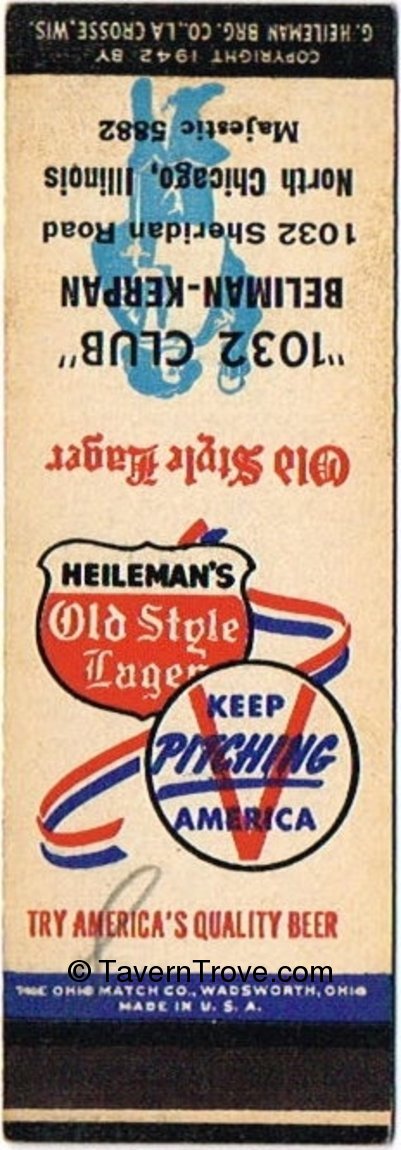 COPYRIGHT 1942 BY
G. HEILEMAN BRG. CO., LA CROSSE, WIS.
Old Style Lager
"1032 CLUB"
BELIMAN-KERPAN
1032 Sheridan Road
North Chicago, Illinois
Majestic 5882
HEILEMAN'S
Old Style
Lager
KEEP
PITCHING
AMERICA
V
TRY AMERICA'S QUALITY BEER
© TavernTrove.com
THE OHIO MATCH CO., WADSWORTH, OHIO
MADE IN U. S. A.